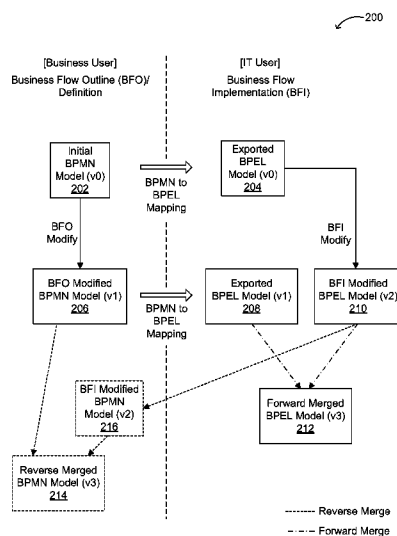 200
[Business User]
Business Flow Outline (BFO)/
Definition
[IT User]
Business Flow
Implementation (BFI)
Initial
BPMN
Model (v0)
202
BPMN to
BPEL
Mapping
Exported
BPEL
Model (v0)
204
BFO
Modify
BFI
Modify
BFO Modified
BPMN Model (v1)
206
BPMN to
BPEL
Mapping
Exported
BPEL Model (v1)
208
BFI Modified
BPEL Model (v2)
210
BFI Modified
BPMN
Model (v2)
216
Forward Merged
BPEL Model (v3)
212
Reverse Merged
BPMN Model (v3)
214
Reverse Merge
Forward Merge